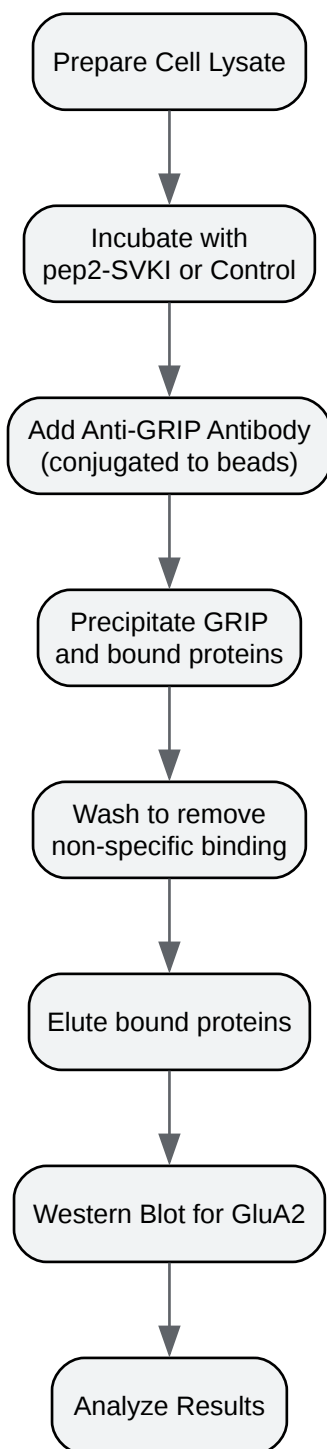 Prepare Cell Lysate
Incubate with
pep2-SVKI or Control
Add Anti-GRIP Antibody
(conjugated to beads)
Precipitate GRIP
and bound proteins
Wash to remove
non-specific binding
Elute bound proteins
Western Blot for GluA2
Analyze Results